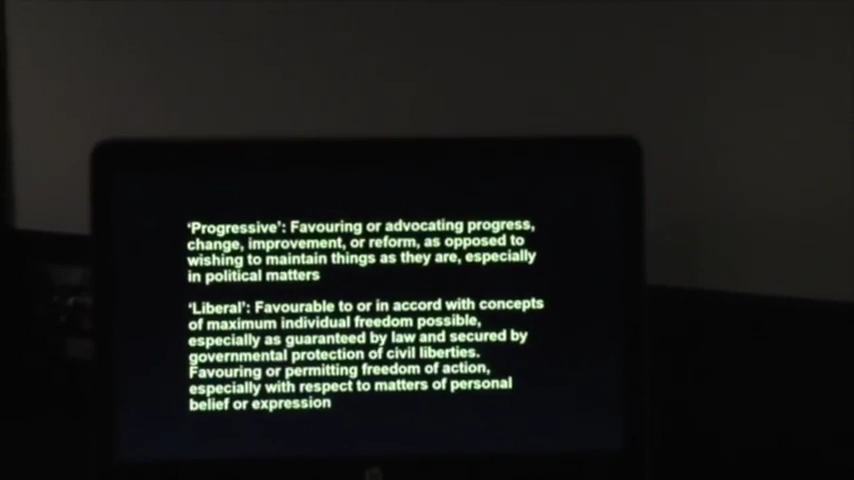 ‘Progressive’: Favouring or advocating progress,
change, improvement, or reform, as opposed to
wishing to maintain things as they are, especially
in political matters
‘Liberal’: Favourable to or in accord with concepts
of maximum individual freedom possible,
especially as guaranteed by law and secured by
governmental protection of civil liberties.
Favouring or permitting freedom of action,
especially with respect to matters of personal
belief or expression